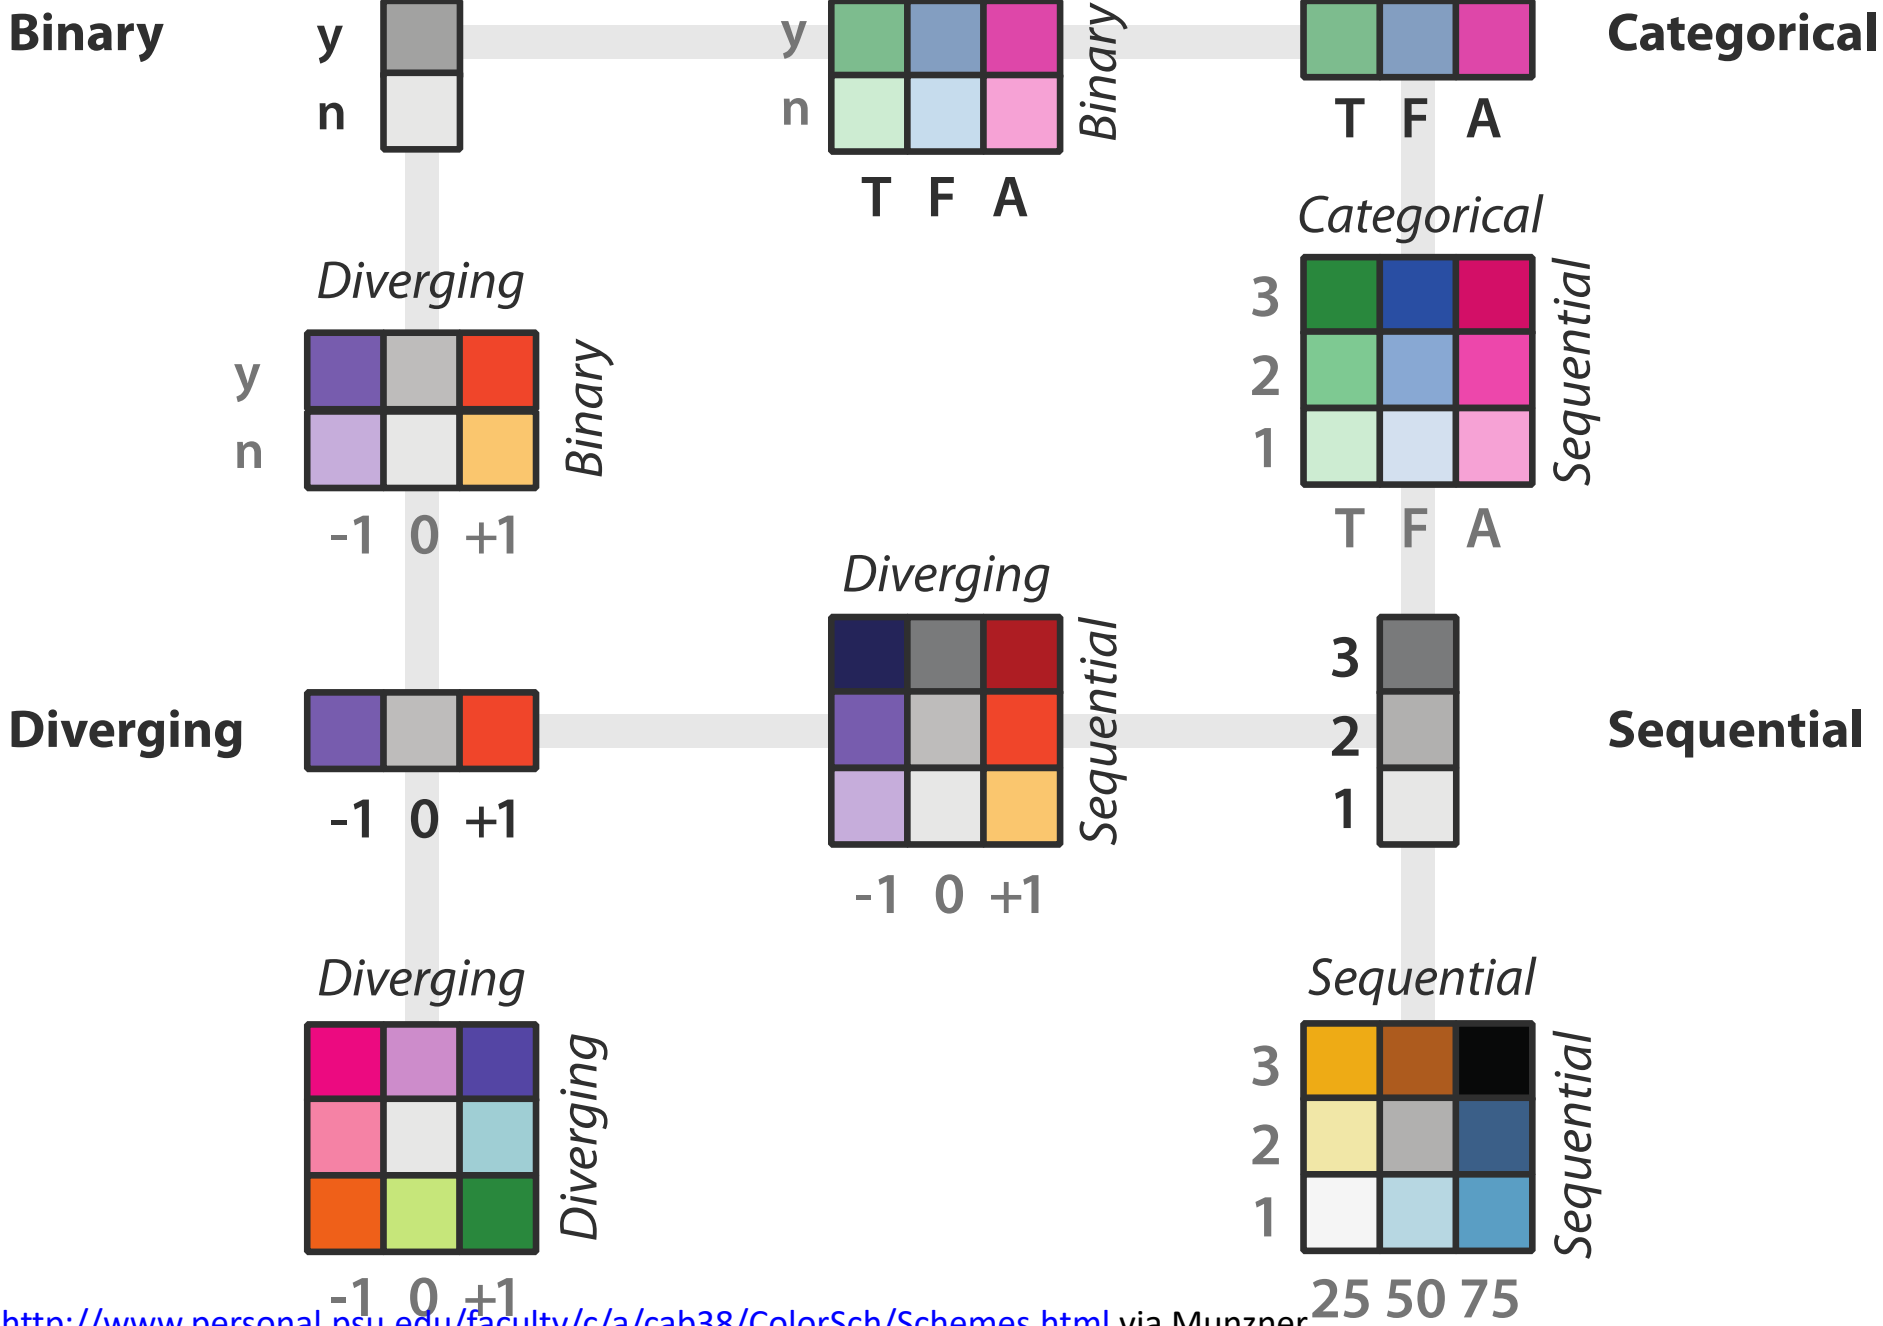 Binary
y
n
y
n
T F A
Binary
T F A
Categorical
Diverging
y
n
-1 0 +1
Binary
Categorical
3
2
1
T F A
Sequential
Diverging
-1 0 +1
Diverging
-1 0 +1
Sequential
3
2
1
Sequential
Diverging
-1 0 +1
Diverging
Sequential
3
2
1
25 50 75
Sequential
http://www.personal.psu.edu/faculty/c/a/cab38/ColorSch/Schemes.html via Munzner